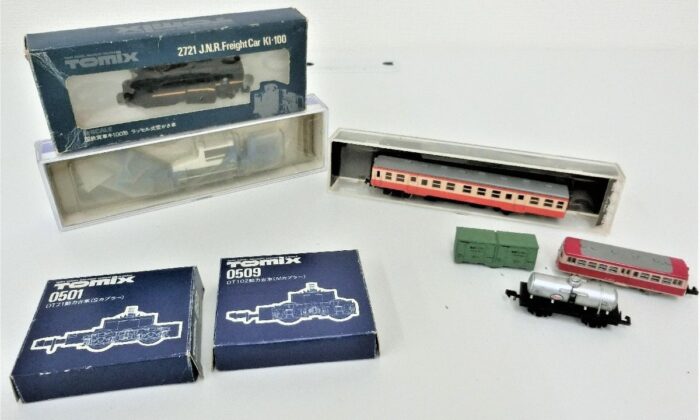 2721 J.N.R. Freight Car KI-100
TOMIX
N SCALE
国鉄貨車キ100形 ラッセル式雪かき車
TOMIX
0501
DT21動力台車(Sカプラー)
TOMIX
0509
DT102動力台車(Mカプラー)